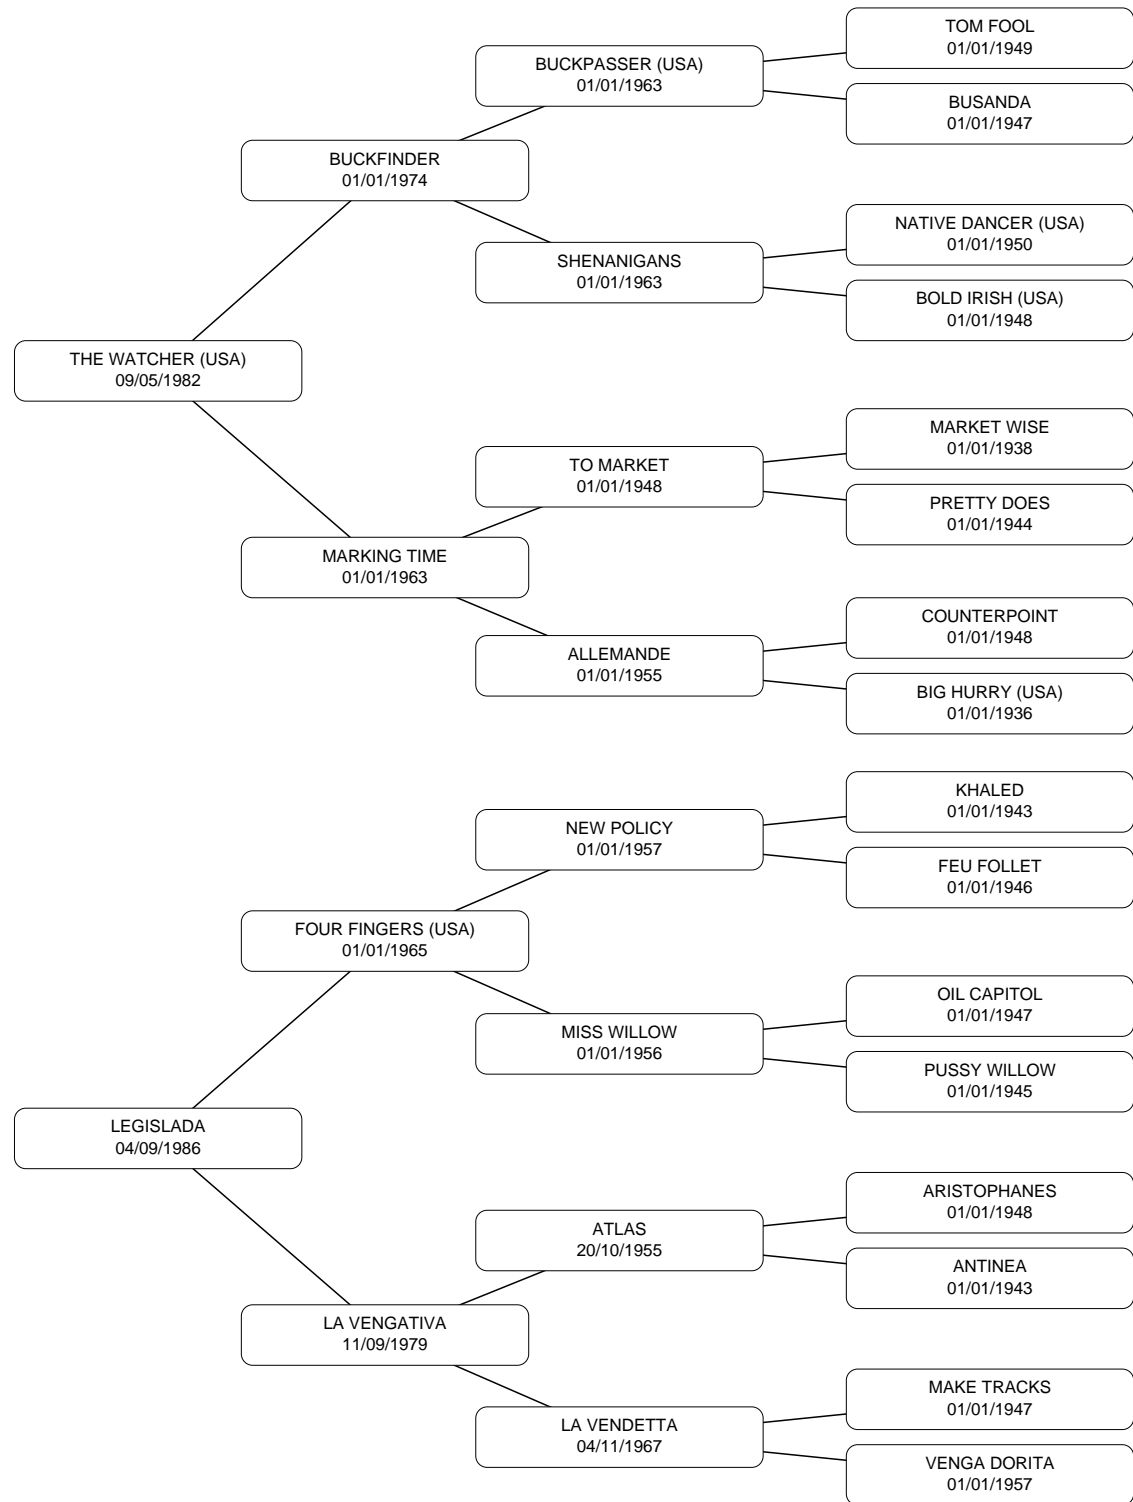 TOM FOOL
01/01/1949
BUCKPASSER (USA)
01/01/1963
BUSANDA
01/01/1947
BUCKFINDER
01/01/1974
NATIVE DANCER (USA)
01/01/1950
SHENANIGANS
01/01/1963
BOLD IRISH (USA)
01/01/1948
THE WATCHER (USA)
09/05/1982
MARKET WISE
01/01/1938
TO MARKET
01/01/1948
PRETTY DOES
01/01/1944
MARKING TIME
01/01/1963
COUNTERPOINT
01/01/1948
ALLEMANDE
01/01/1955
BIG HURRY (USA)
01/01/1936
KHALED
01/01/1943
NEW POLICY
01/01/1957
FEU FOLLET
01/01/1946
FOUR FINGERS (USA)
01/01/1965
OIL CAPITOL
01/01/1947
MISS WILLOW
01/01/1956
PUSSY WILLOW
01/01/1945
LEGISLADA
04/09/1986
ARISTOPHANES
01/01/1948
ATLAS
20/10/1955
ANTINEA
01/01/1943
LA VENGATIVA
11/09/1979
MAKE TRACKS
01/01/1947
LA VENDETTA
04/11/1967
VENGA DORITA
01/01/1957